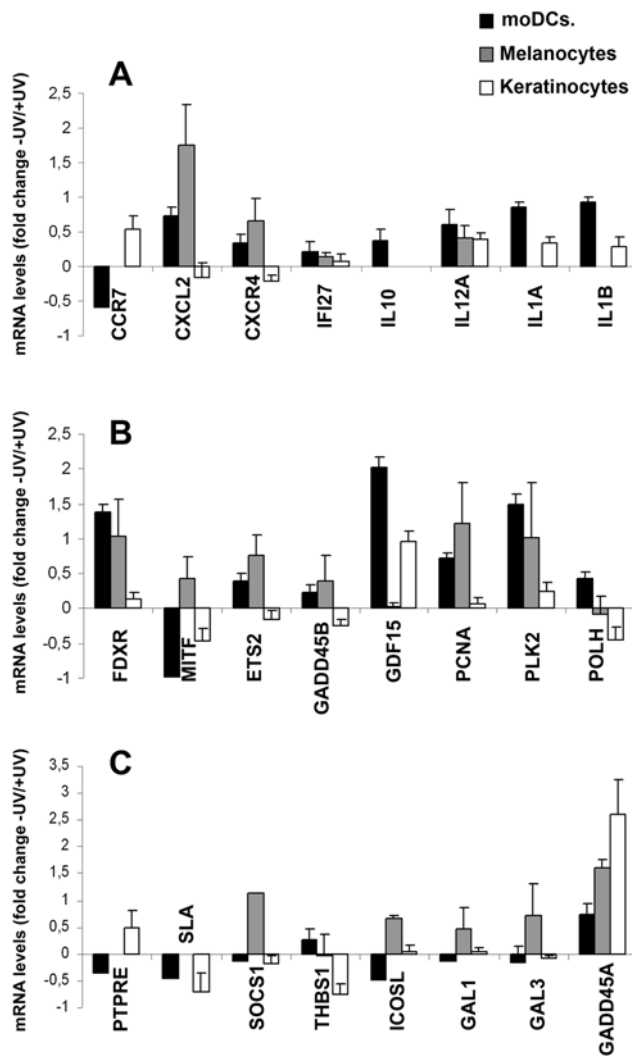 moDCs.
Melanocytes
Keratinocytes
A
mRNA levels (fold change -UV/+UV)
2,5
2
1,5
1
0,5
0
-0,5
-1
CCR7
CXCL2
CXCR4
IFI27
IL10
IL12A
IL1A
IL1B
B
mRNA levels (fold change -UV/+UV)
2,5
2
1,5
1
0,5
0
-0,5
-1
FDXR
MITF
ETS2
GADD45B
GDF15
PCNA
PLK2
POLH
C
mRNA levels (fold change -UV/+UV)
3,5
3
2,5
2
1,5
1
0,5
0
-0,5
-1
PTPRE
SLA
SOCS1
THBS1
ICOSL
GAL1
GAL3
GADD45A